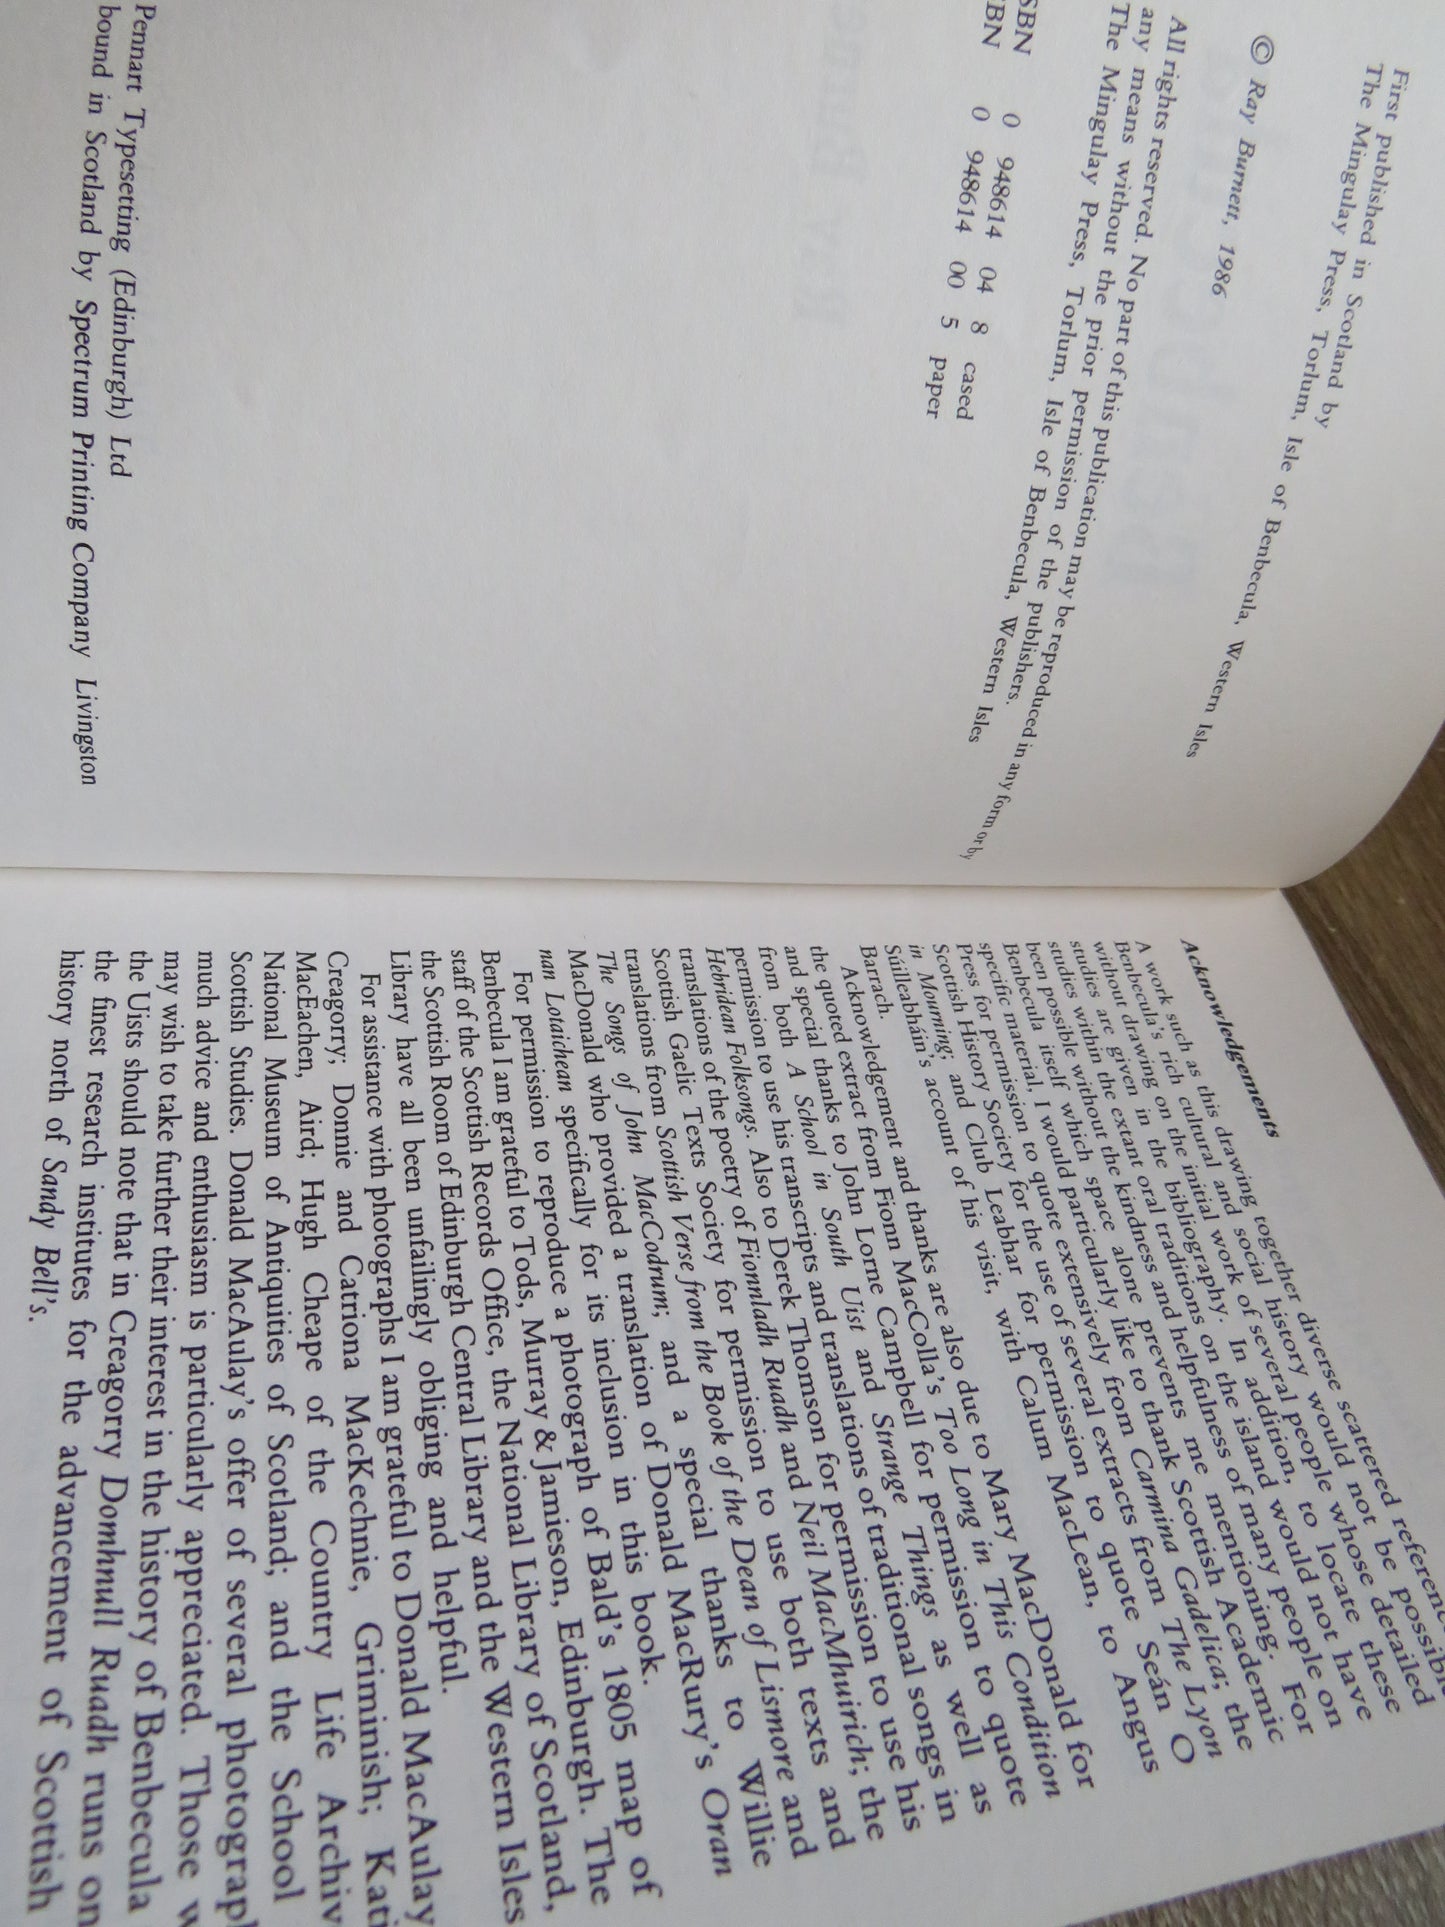 First published in Scotland by
The Mingulay Press, Torlum, Isle of Benbecula, Western Isles
© Ray Burnett, 1986
All rights reserved. No part of this publication may be reproduced in any form or by
any means without the prior permission of the publishers.
The Mingulay Press, Torlum, Isle of Benbecula, Western Isles
SBN 0 948614 04 8 cased
BN 0 948614 00 5 paper
Pennart Typesetting (Edinburgh) Ltd
bound in Scotland by Spectrum Printing Company Livingston
Acknowledgements
A work such as this drawing together diverse scattered
Benbecula's rich cultural and social history would not be possible
without drawing on the initial work of several people whose detailed
studies are given in the bibliography. In addition, to locate these
studies within the extant oral traditions on the island would not have
been possible without the kindness and helpfulness of many people on
Benbecula itself which space alone prevents me mentioning. For
specific material, I would particularly like to thank Scottish Academic
Press for permission to quote extensively from Carmina Gadelica; the
Scottish History Society for the use of several extracts from The Lyon
in Mourning; and Club Leabhar for permission to quote Seán O
Súilleabháin's account of his visit, with Calum MacLean, to Angus
Barrach.
Acknowledgement and thanks are also due to Mary MacDonald for
the quoted extract from Fionn MacColla's Too Long in This Condition
and special thanks to John Lorne Campbell for permission to quote
from both A School in South Uist and Strange Things as well as
permission to use his transcripts and translations of traditional songs in
Hebridean Folksongs. Also to Derek Thomson for permission to use his
translations of the poetry of Fionnladh Ruadh and Neil MacMhuirich; the
Scottish Gaelic Texts Society for permission to use both texts and
translations from Scottish Verse from the Book of the Dean of Lismore and
The Songs of John MacCodrum; and a special thanks to Willie
MacDonald who provided a translation of Donald MacRury's Oran
nan Lotaichean specifically for its inclusion in this book.
For permission to reproduce a photograph of Bald's 1805 map of
Benbecula I am grateful to Tods, Murray & Jamieson, Edinburgh. The
staff of the Scottish Records Office, the National Library of Scotland,
the Scottish Room of Edinburgh Central Library and the Western Isles
Library have all been unfailingly obliging and helpful.
For assistance with photographs I am grateful to Donald MacAulay
Creagorry; Donnie and Catriona MacKechnie, Griminish; Kati
MacEachen, Aird; Hugh Cheape of the Country Life Archiv
National Museum of Antiquities of Scotland; and the School
Scottish Studies. Donald MacAulay's offer of several photograp
much advice and enthusiasm is particularly appreciated. Those w
may wish to take further their interest in the history of Benbecula
the Uists should note that in Creagorry Domhnull Ruadh runs on
the finest research institutes for the advancement of Scottish
history north of Sandy Bell's.